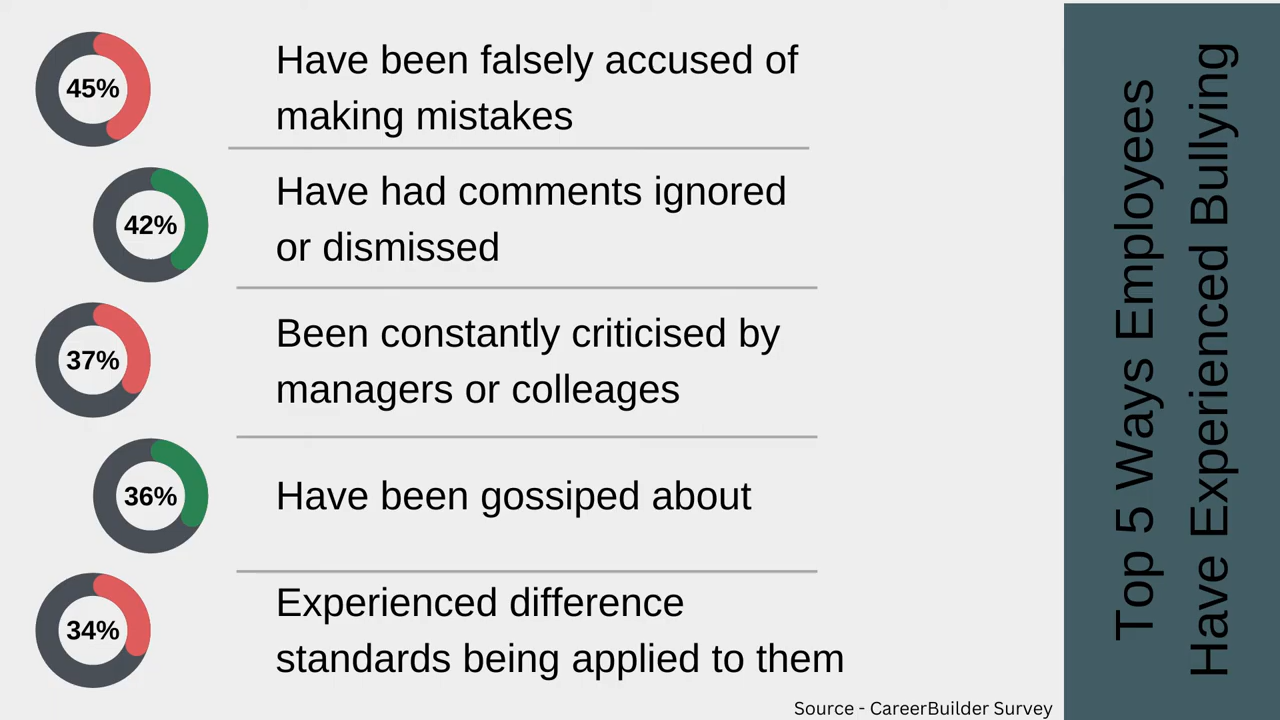 45%
Have been falsely accused of
making mistakes
42%
Have had comments ignored
or dismissed
37%
Been constantly criticised by
managers or colleages
36%
Have been gossiped about
34%
Experienced difference
standards being applied to them
Source - CareerBuilder Survey
Top 5 Ways Employees
Have Experienced Bullying